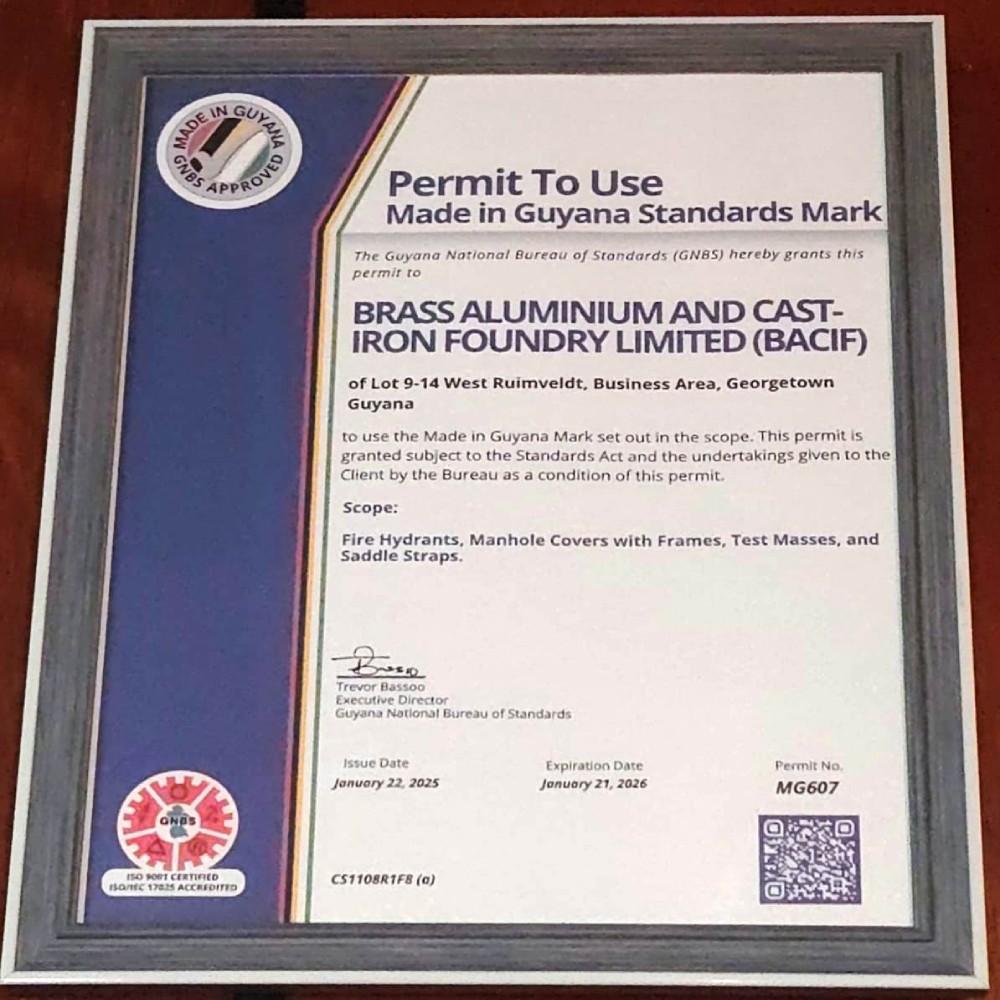 MADE IN GUYANA
GNBS APPROVED
Permit To Use
Made in Guyana Standards Mark
The Guyana National Bureau of Standards (GNBS) hereby grants this
permit to
BRASS ALUMINIUM AND CAST-
IRON FOUNDRY LIMITED (BACIF)
of Lot 9-14 West Ruimveldt, Business Area, Georgetown
Guyana
to use the Made in Guyana Mark set out in the scope. This permit is
granted subject to the Standards Act and the undertakings given to the
Client by the Bureau as a condition of this permit.
Scope:
Fire Hydrants, Manhole Covers with Frames, Test Masses, and
Saddle Straps.
Trevor Bassoo
Executive Director
Guyana National Bureau of Standards
Issue Date
January 22, 2025
Expiration Date
January 21, 2026
Permit No.
MG607
GNBS
ISO 9001 CERTIFIED
ISO/IEC 17025 ACCREDITED
CS1108R1F8 (a)